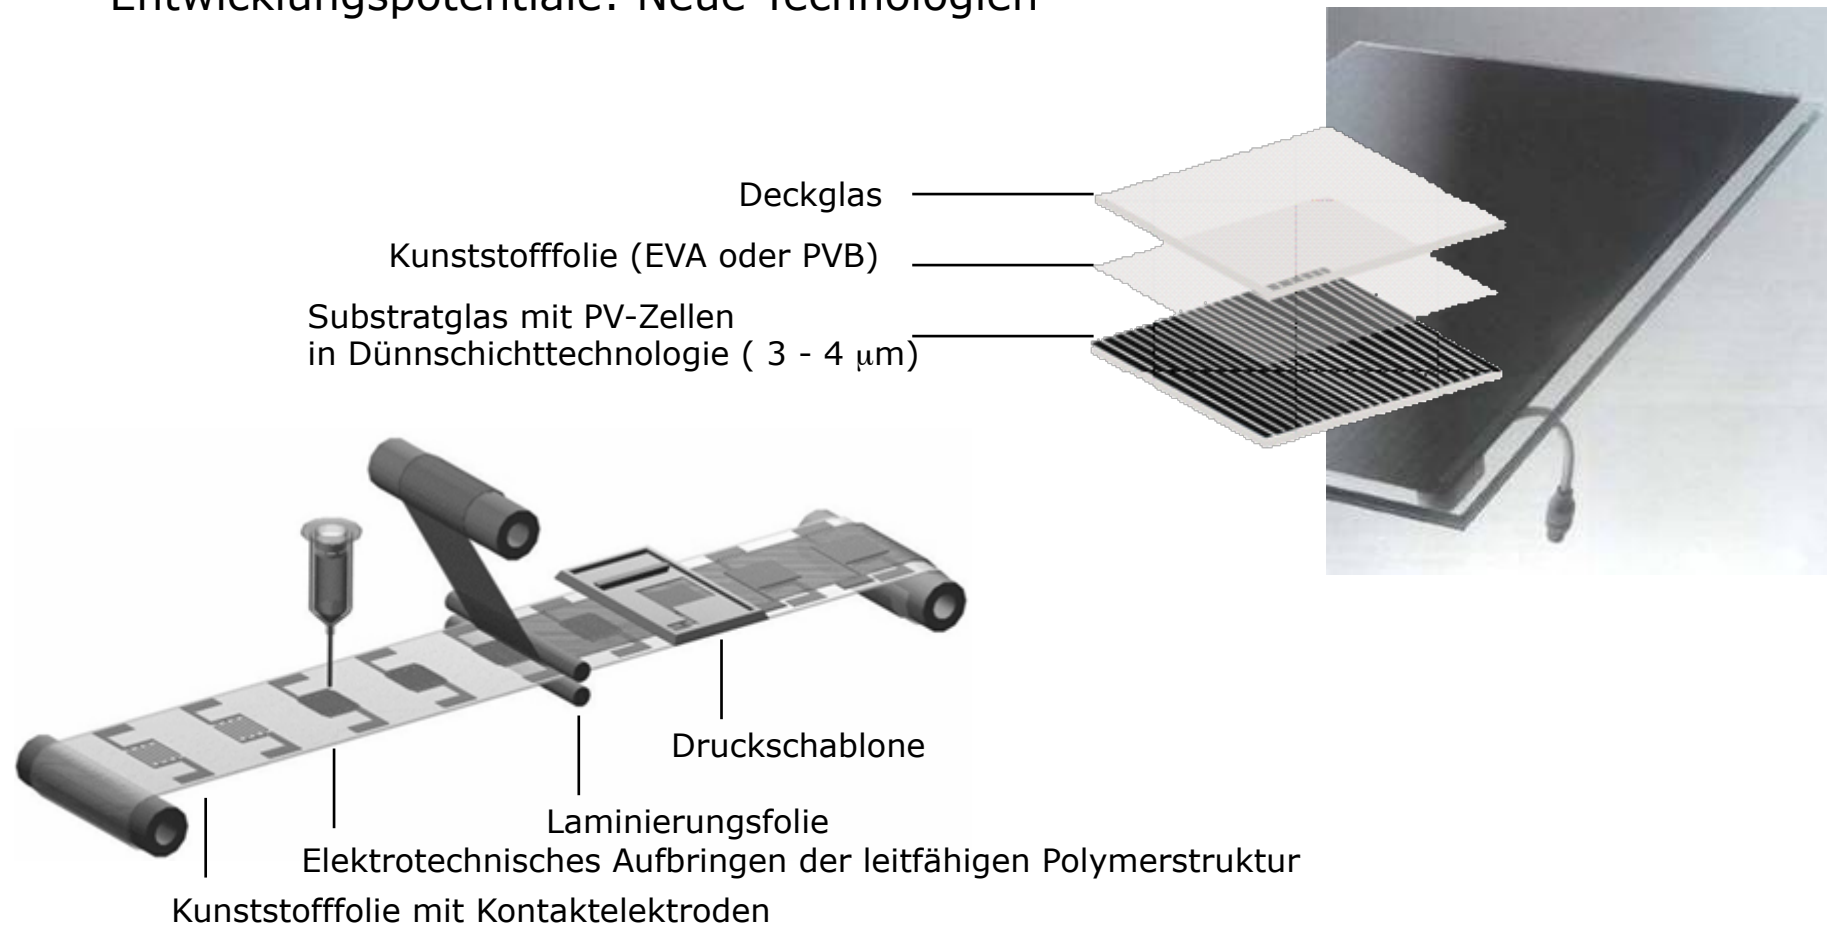 Entwicklungspotentiale: Neue Technologien
Deckglas
Kunststofffolie (EVA oder PVB)
Substratglas mit PV-Zellen
in Dünnschichttechnologie ( 3 - 4 μm)
Druckschablone
Laminierungsfolie
Elektrotechnisches Aufbringen der leitfähigen Polymerstruktur
Kunststofffolie mit Kontaktelektroden